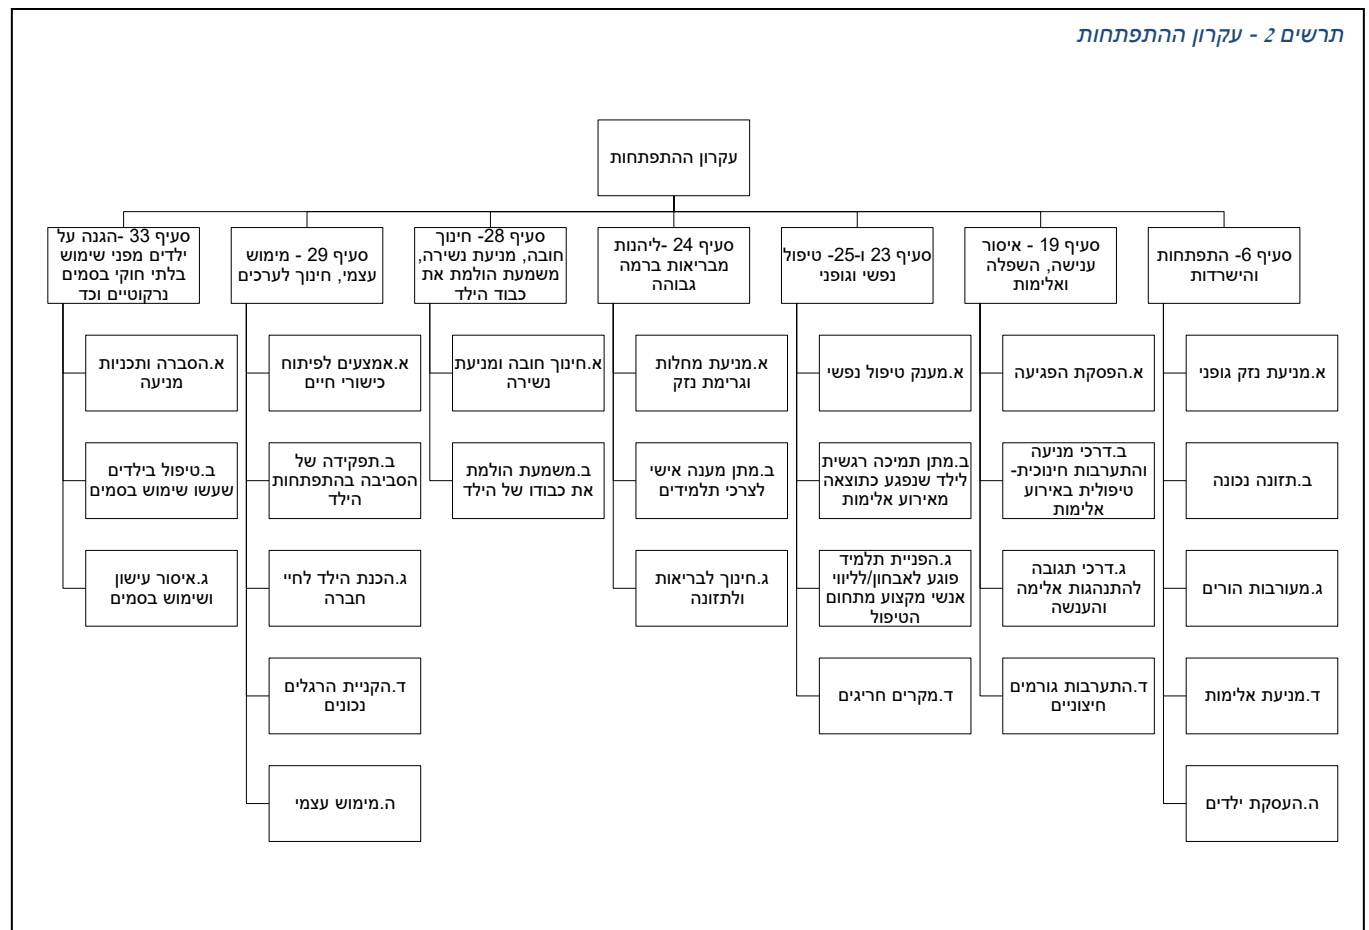 תרשים 2 - עקרון ההתפתחות
עקרון ההתפתחות
סעיף 6- התפתחות
והישרדות
א.מניעת נזק גופני
ב.תזונה נכונה
ג.מעורבות הורים
ד.מניעת אלימות
ה.העסקת ילדים
סעיף 19 - איסור
ענישה, השפלה
ואלימות
א.הפסקת הפגיעה
ב.דרכי מניעה
והתערבות חינוכית-
טיפולית באירוע
אלימות
ג.דרכי תגובה
להתנהגות אלימה
והענשה
ד.התערבות גורמים
חיצוניים
סעיף 23 ו-25- טיפול
נפשי וגופני
א.מענק טיפול נפשי
ב.מתן תמיכה רגשית
לילד שנפגע כתוצאה
מאירוע אלימות
ג.הפניית תלמיד
פוגע לאבחון/לליווי
אנשי מקצוע מתחום
הטיפול
ד.מקרים חריגים
סעיף 24 -ליהנות
מבריאות ברמה
גבוהה
א.מניעת מחלות
וגרימת נזק
ב.מתן מענה אישי
לצרכי תלמידים
ג.חינוך לבריאות
ולתזונה
סעיף 28- חינוך
חובה, מניעת נשירה,
משמעת הולמת את
כבוד הילד
א.חינוך חובה ומניעת
נשירה
ב.משמעת הולמת
את כבודו של הילד
סעיף 29 - מימוש
עצמי, חינוך לערכים
א.אמצעים לפיתוח
כישורי חיים
ב.תפקידה של
הסביבה בהתפתחות
הילד
ג.הכנת הילד לחיי
חברה
ד.הקניית הרגלים
נכונים
ה.מימוש עצמי
סעיף 33 -הגנה על
ילדים מפני שימוש
בלתי חוקי בסמים
נרקוטיים וכד
א.הסברה ותכניות
מניעה
ב.טיפול בילדים
שעשו שימוש בסמים
ג.איסור עישון
ושימוש בסמים